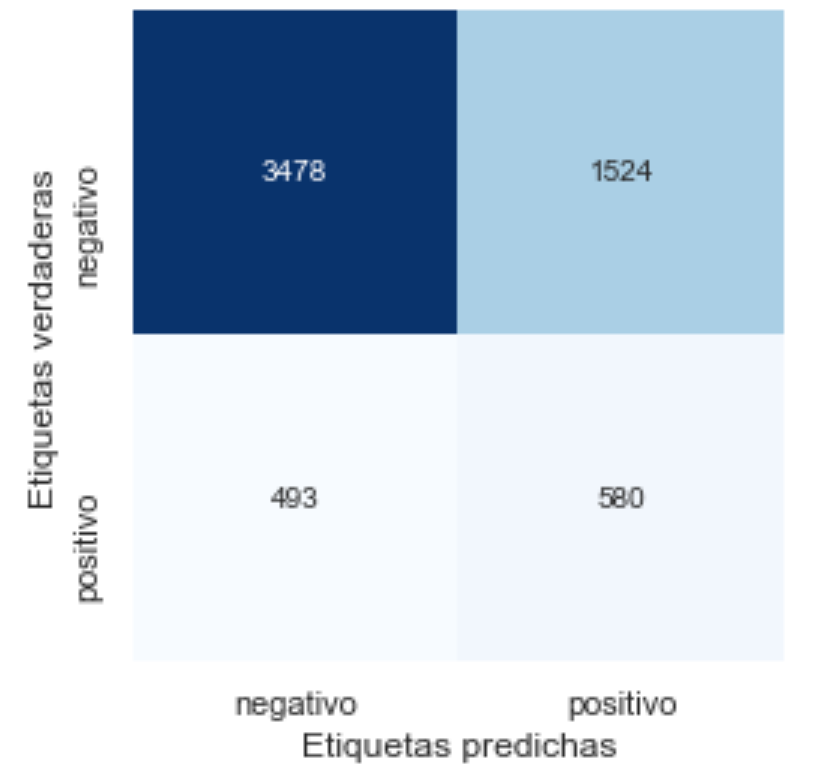 Etiquetas verdaderas
negativo
3478
1524
positivo
493
580
negativo
positivo
Etiquetas predichas